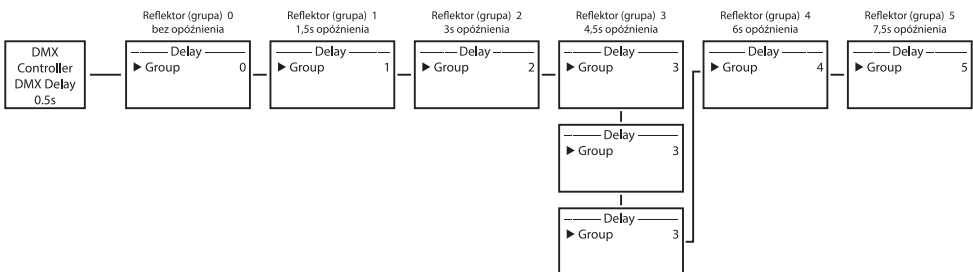 Reflektor (grupa) 0
bez opóźnienia
Reflektor (grupa) 1
1,5s opóźnienia
Reflektor (grupa) 2
3s opóźnienia
Reflektor (grupa) 3
4,5s opóźnienia
Reflektor (grupa) 4
6s opóźnienia
Reflektor (grupa) 5
7,5s opóźnienia
DMX
Controller
DMX Delay
0.5s
Delay
▶ Group 0
Delay
▶ Group 1
Delay
▶ Group 2
Delay
▶ Group 3
Delay
▶ Group 4
Delay
▶ Group 5
Delay
▶ Group 3
Delay
▶ Group 3